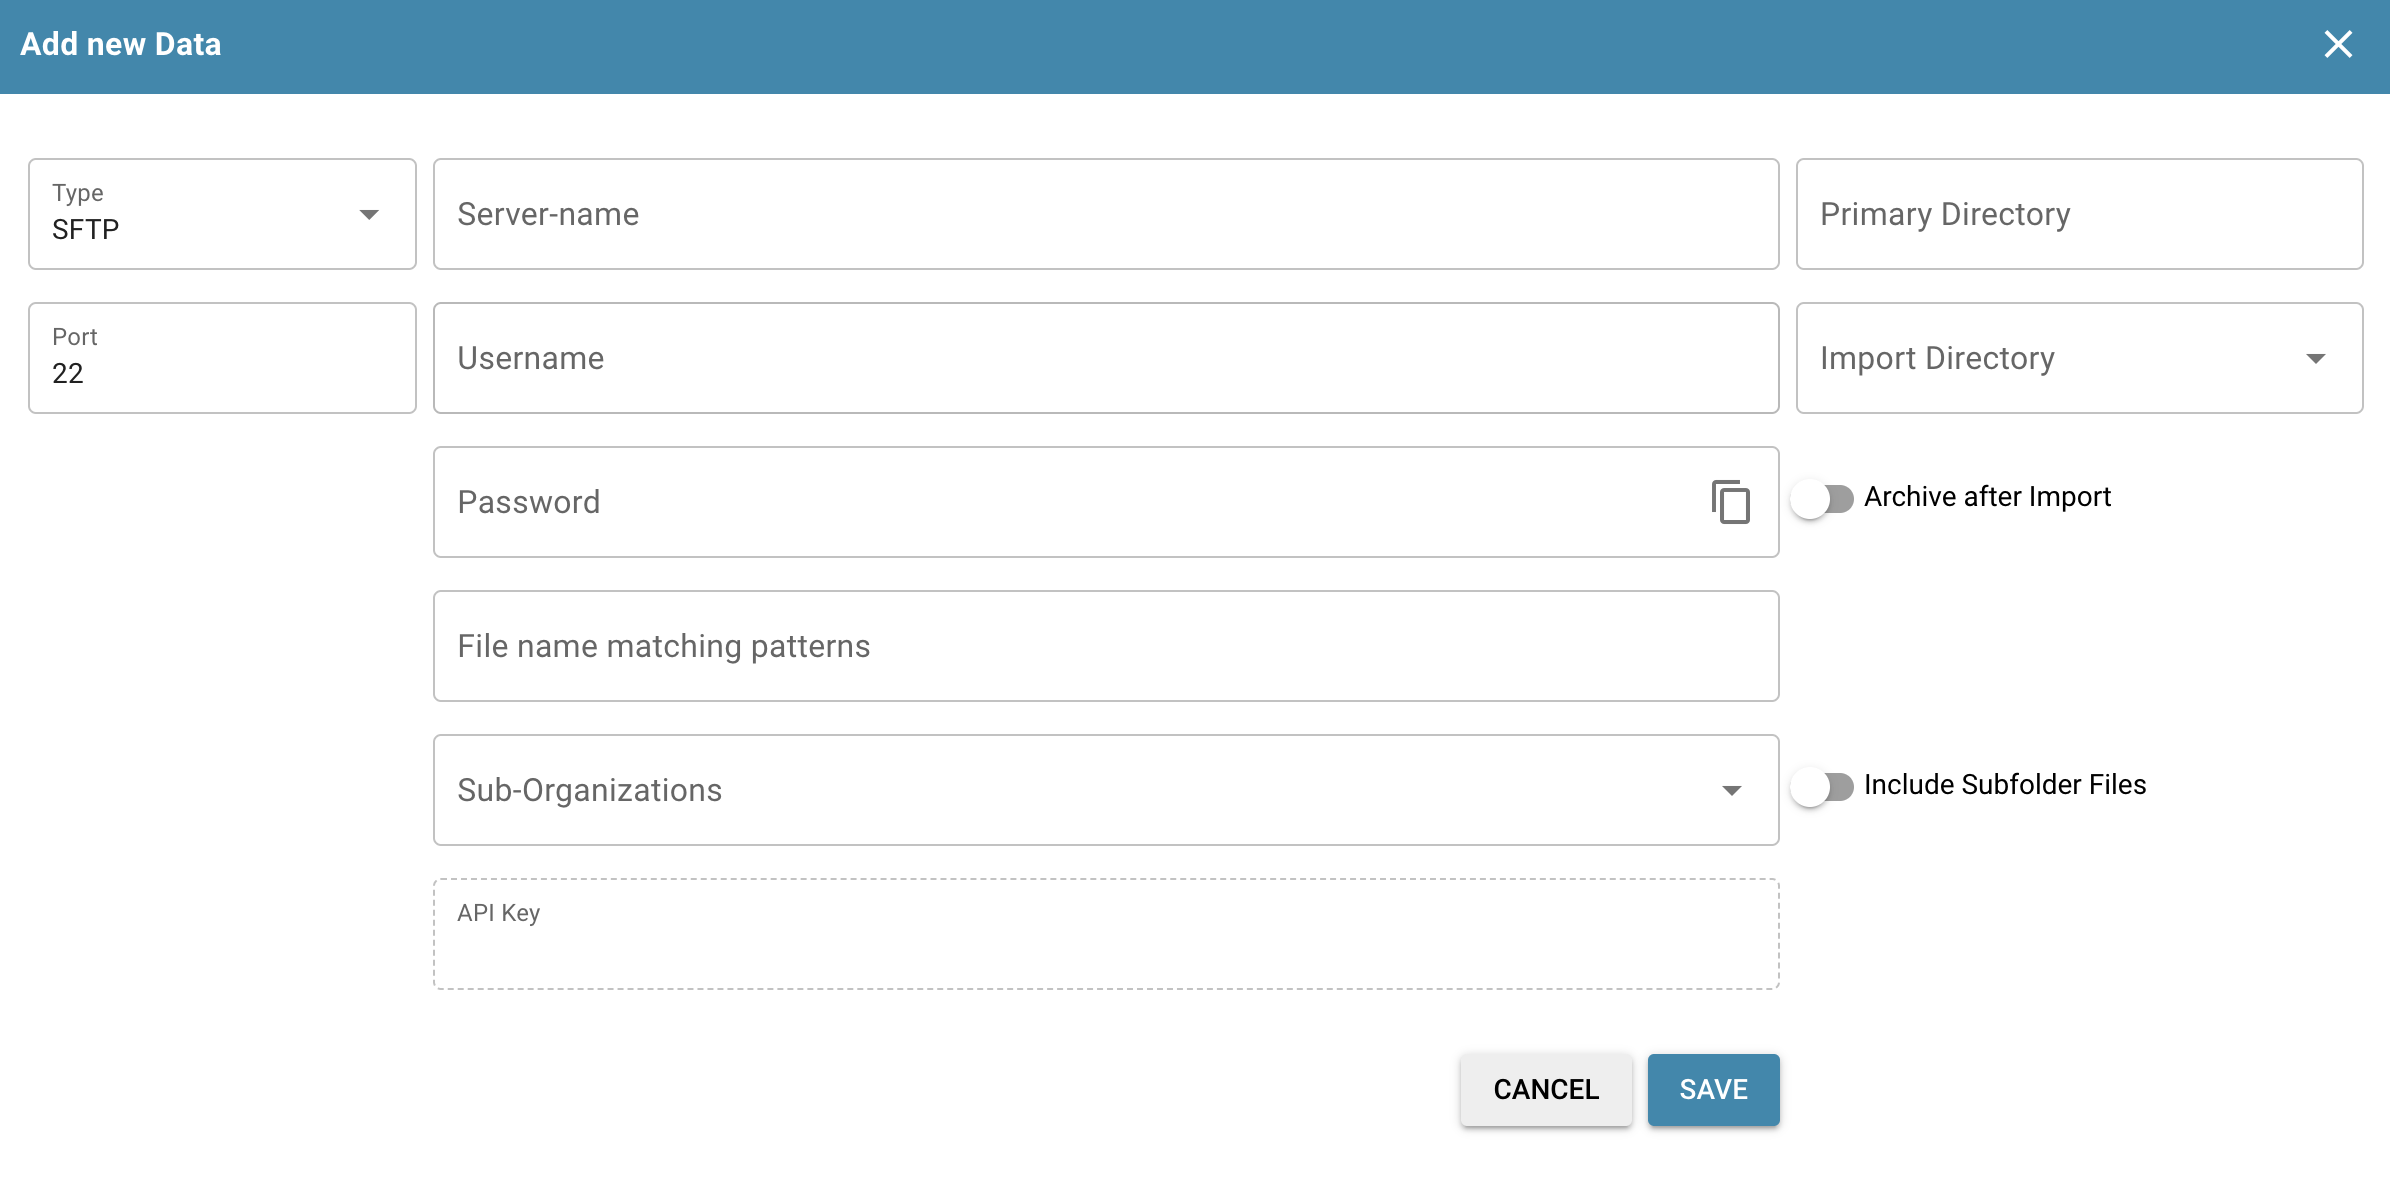 Add new Data
Type
SFTP
Server-name
Primary Directory
Port
22
Username
Import Directory
Password
Archive after Import
File name matching patterns
Sub-Organizations
Include Subfolder Files
API Key
CANCEL
SAVE